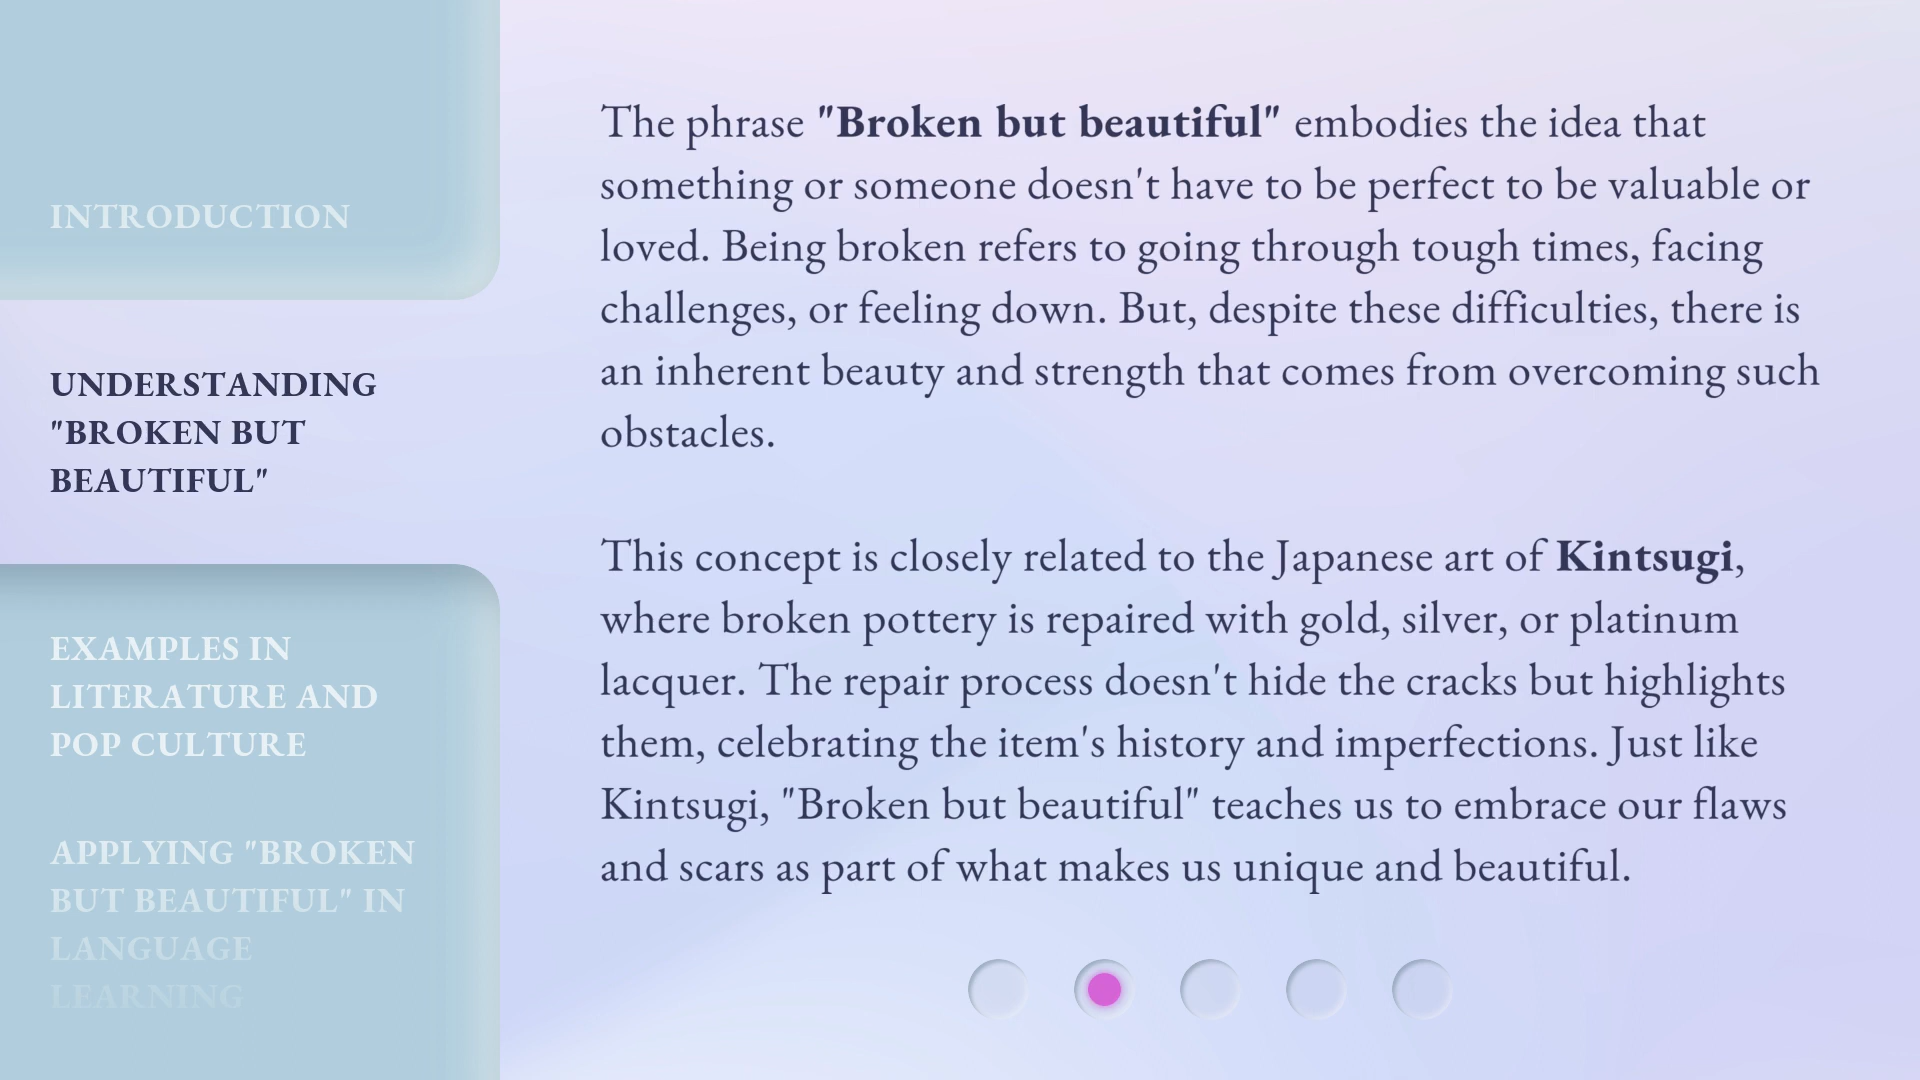 INTRODUCTION
UNDERSTANDING
"BROKEN BUT
BEAUTIFUL"
EXAMPLES IN
LITERATURE AND
POP CULTURE
APPLYING "BROKEN
BUT BEAUTIFUL" IN
LANGUAGE
LEARNING
The phrase "Broken but beautiful" embodies the idea that
something or someone doesn't have to be perfect to be valuable or
loved. Being broken refers to going through tough times, facing
challenges, or feeling down. But, despite these difficulties, there is
an inherent beauty and strength that comes from overcoming such
obstacles.
This concept is closely related to the Japanese art of Kintsugi,
where broken pottery is repaired with gold, silver, or platinum
lacquer. The repair process doesn't hide the cracks but highlights
them, celebrating the item's history and imperfections. Just like
Kintsugi, "Broken but beautiful" teaches us to embrace our flaws
and scars as part of what makes us unique and beautiful.